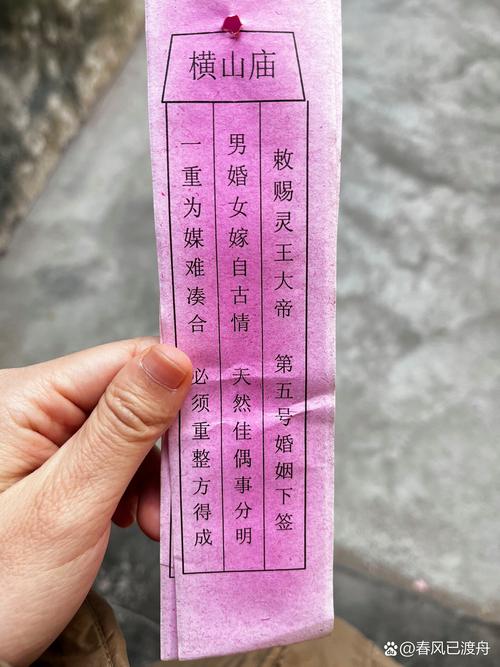 横山庙
敕赐灵王大帝 第五号婚姻下签
男婚女嫁自古情 天然佳偶事分明
一重为媒难凑合 必须重整方得成
春风已渡舟